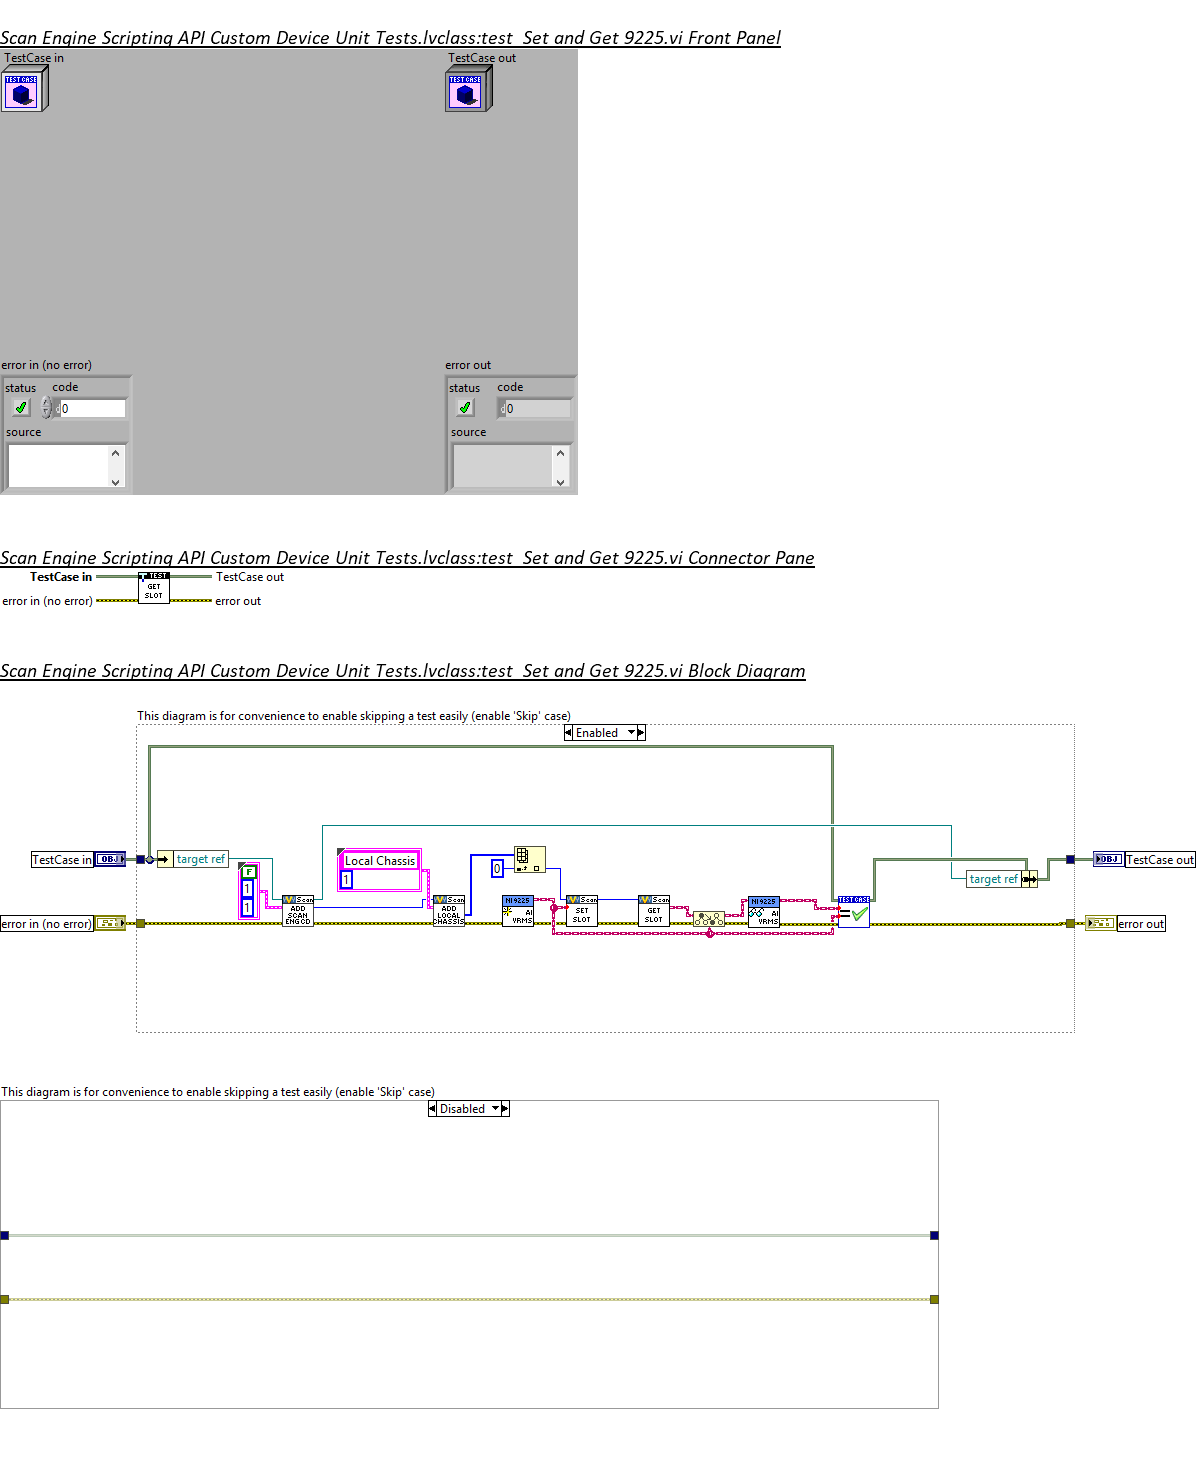 Scan Engine Scripting API Custom Device Unit Tests.lvclass:test_Set and Get 9225.vi Front Panel
TestCase in
TestCase out
TEST CASE
TEST CASE
error in (no error)
error out
status
code
status
code
d
0
d
0
source
source
Scan Engine Scripting API Custom Device Unit Tests.lvclass:test_Set and Get 9225.vi Connector Pane
TestCase in
TEST
GET
SLOT
TestCase out
error in (no error)
error out
Scan Engine Scripting API Custom Device Unit Tests.lvclass:test_Set and Get 9225.vi Block Diagram
This diagram is for convenience to enable skipping a test easily (enable 'Skip' case)
Enabled
TestCase in
OBJ
target ref
F
1
1
Scan
ADD
SCAN
ENGCD
Local Chassis
1
Scan
ADD
LOCAL
CHASSIS
0
NI 9225
AI
VRMS
Scan
SET
SLOT
Scan
GET
SLOT
NI 9225
AI
VRMS
TEST CASE
target ref
OBJ
TestCase out
error in (no error)
error out
This diagram is for convenience to enable skipping a test easily (enable 'Skip' case)
Disabled